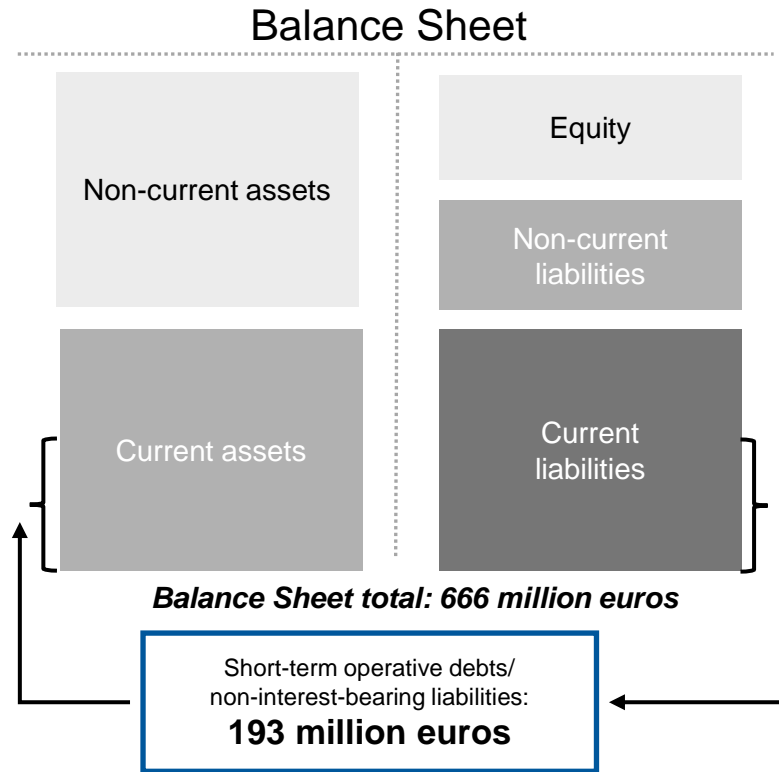 Balance Sheet
Non-current assets
Equity
Non-current
liabilities
Current assets
Current
liabilities
Balance Sheet total: 666 million euros
Short-term operative debts/
non-interest-bearing liabilities:
193 million euros